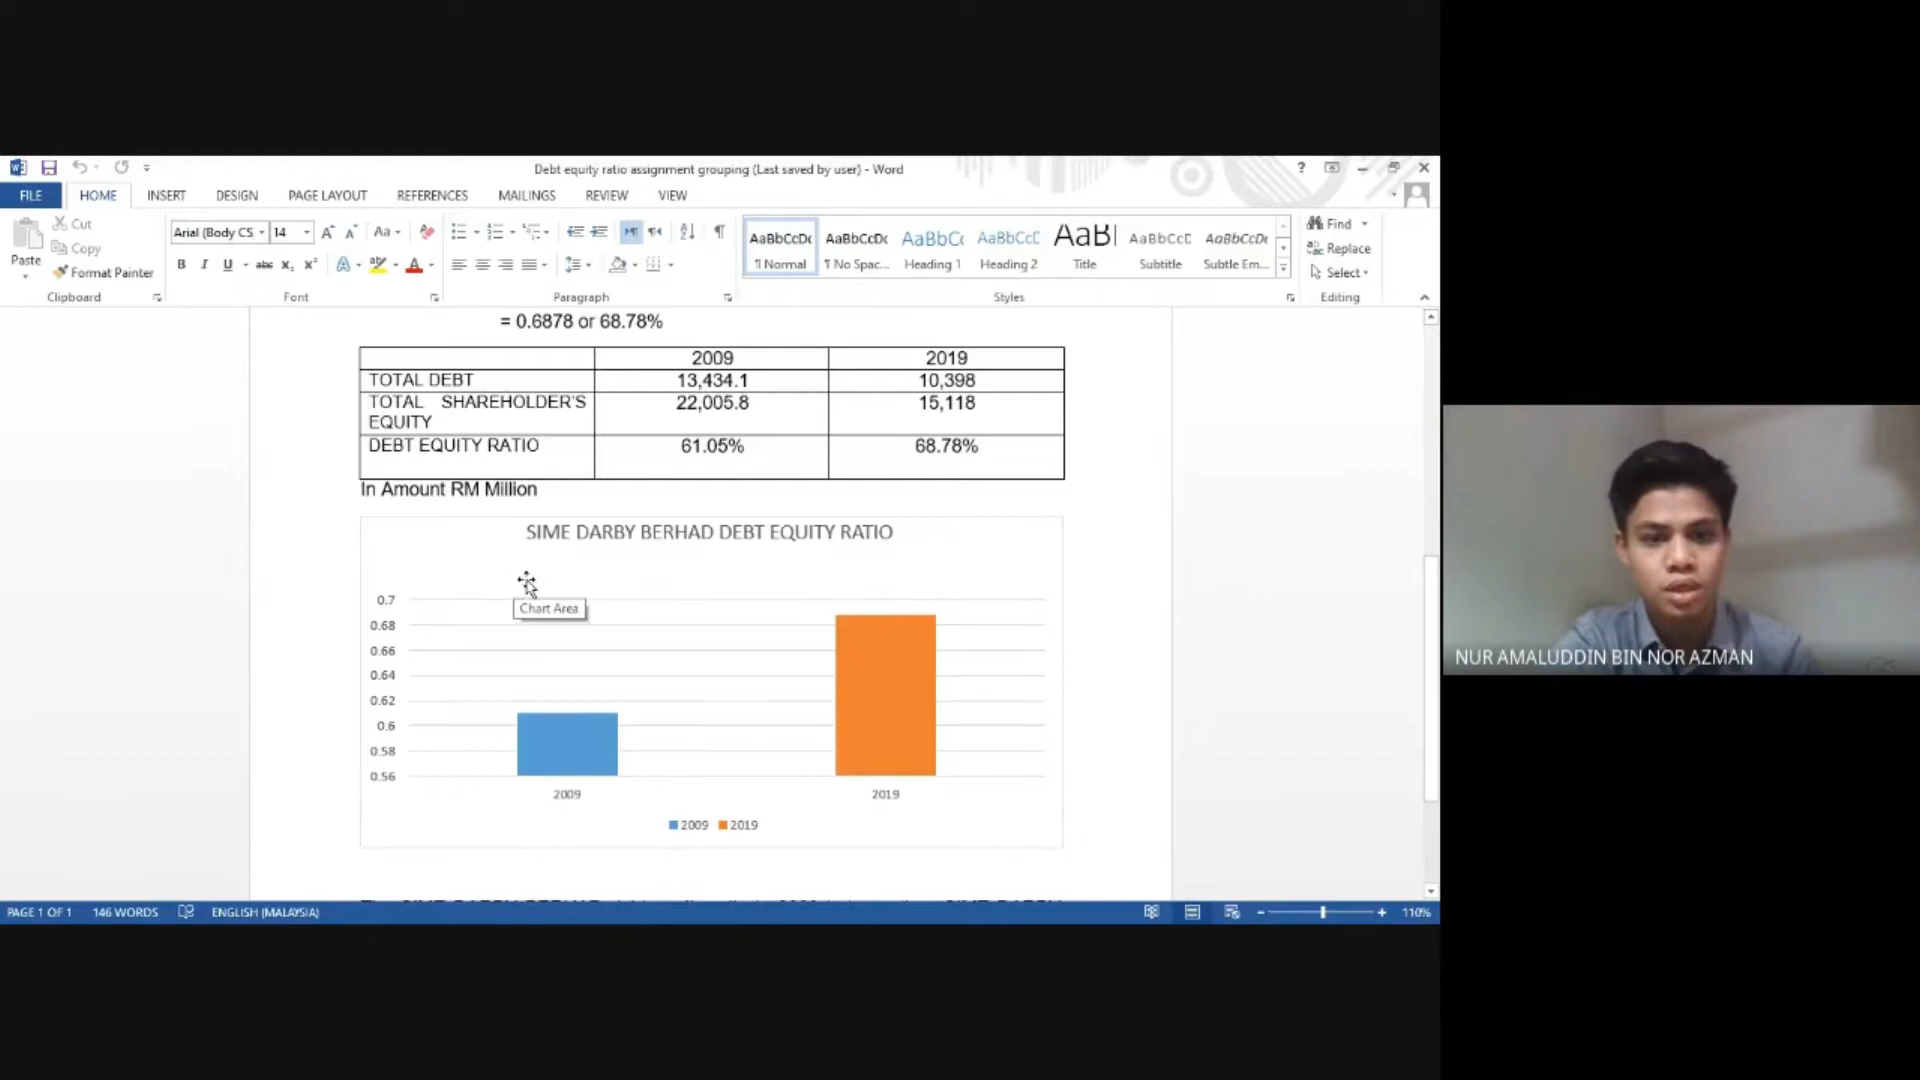 Debt equity ratio assignment grouping (Last saved by user) - Word
?
FILE HOME INSERT DESIGN PAGE LAYOUT REFERENCES MAILINGS REVIEW VIEW
Cut
Copy
Format Painter
Paste
Clipboard
Arial (Body CS 14
Font
Paragraph
AaBbCcDc AaBbCcDc AaBbCc AaBbCcC AaB AaBbCcC AaBbCcDc
¶ Normal ¶ No Spac... Heading 1 Heading 2 Title Subtitle Subtle Em...
Styles
Find
Replace
Select
Editing
= 0.6878 or 68.78%
2009 2019
TOTAL DEBT 13,434.1 10,398
TOTAL SHAREHOLDER'S EQUITY 22,005.8 15,118
DEBT EQUITY RATIO 61.05% 68.78%
In Amount RM Million
SIME DARBY BERHAD DEBT EQUITY RATIO
Chart Area
0.7
0.68
0.66
0.64
0.62
0.6
0.58
0.56
2009 2019
2009 2019
PAGE 1 OF 1 146 WORDS ENGLISH (MALAYSIA) 110%
NUR AMALUDDIN BIN NOR AZMAN